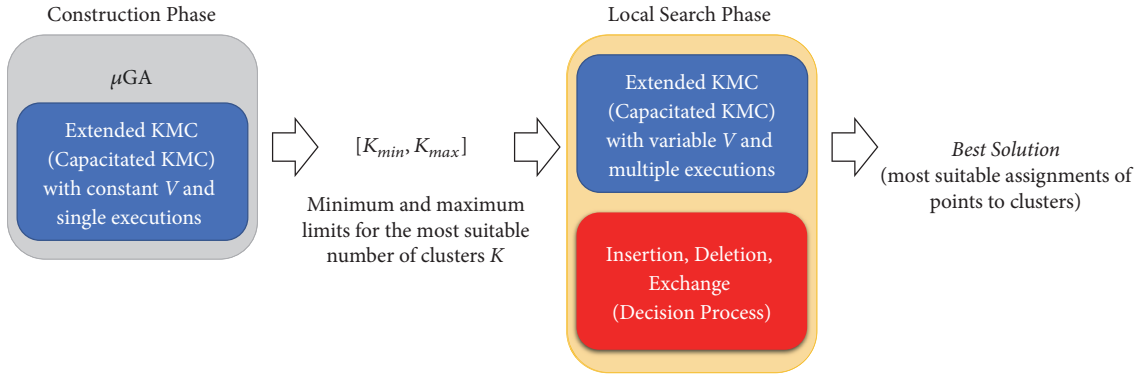 Construction Phase
μGA
Extended KMC
(Capacitated KMC)
with constant V and
single executions
[Kmin, Kmax]
Minimum and maximum
limits for the most suitable
number of clusters K
Local Search Phase
Extended KMC
(Capacitated KMC)
with variable V and
multiple executions
Insertion, Deletion,
Exchange
(Decision Process)
Best Solution
(most suitable assignments of
points to clusters)